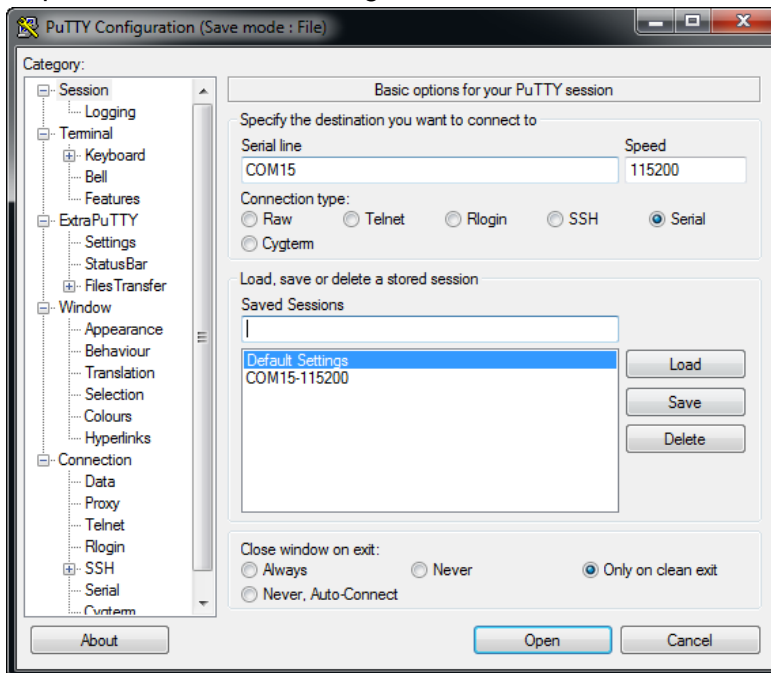 PuTTY Configuration (Save mode : File)
Category:
Session
Logging
Terminal
Keyboard
Bell
Features
ExtraPuTTY
Settings
StatusBar
FilesTransfer
Window
Appearance
Behaviour
Translation
Selection
Colours
Hyperlinks
Connection
Data
Proxy
Telnet
Rlogin
SSH
Serial
Cygterm
About
Basic options for your PuTTY session
Specify the destination you want to connect to
Serial line Speed
COM15 115200
Connection type:
Raw Telnet Rlogin SSH Serial
Cygterm
Load, save or delete a stored session
Saved Sessions
Default Settings
COM15-115200
Load
Save
Delete
Close window on exit:
Always Never Only on clean exit
Never, Auto-Connect
Open Cancel